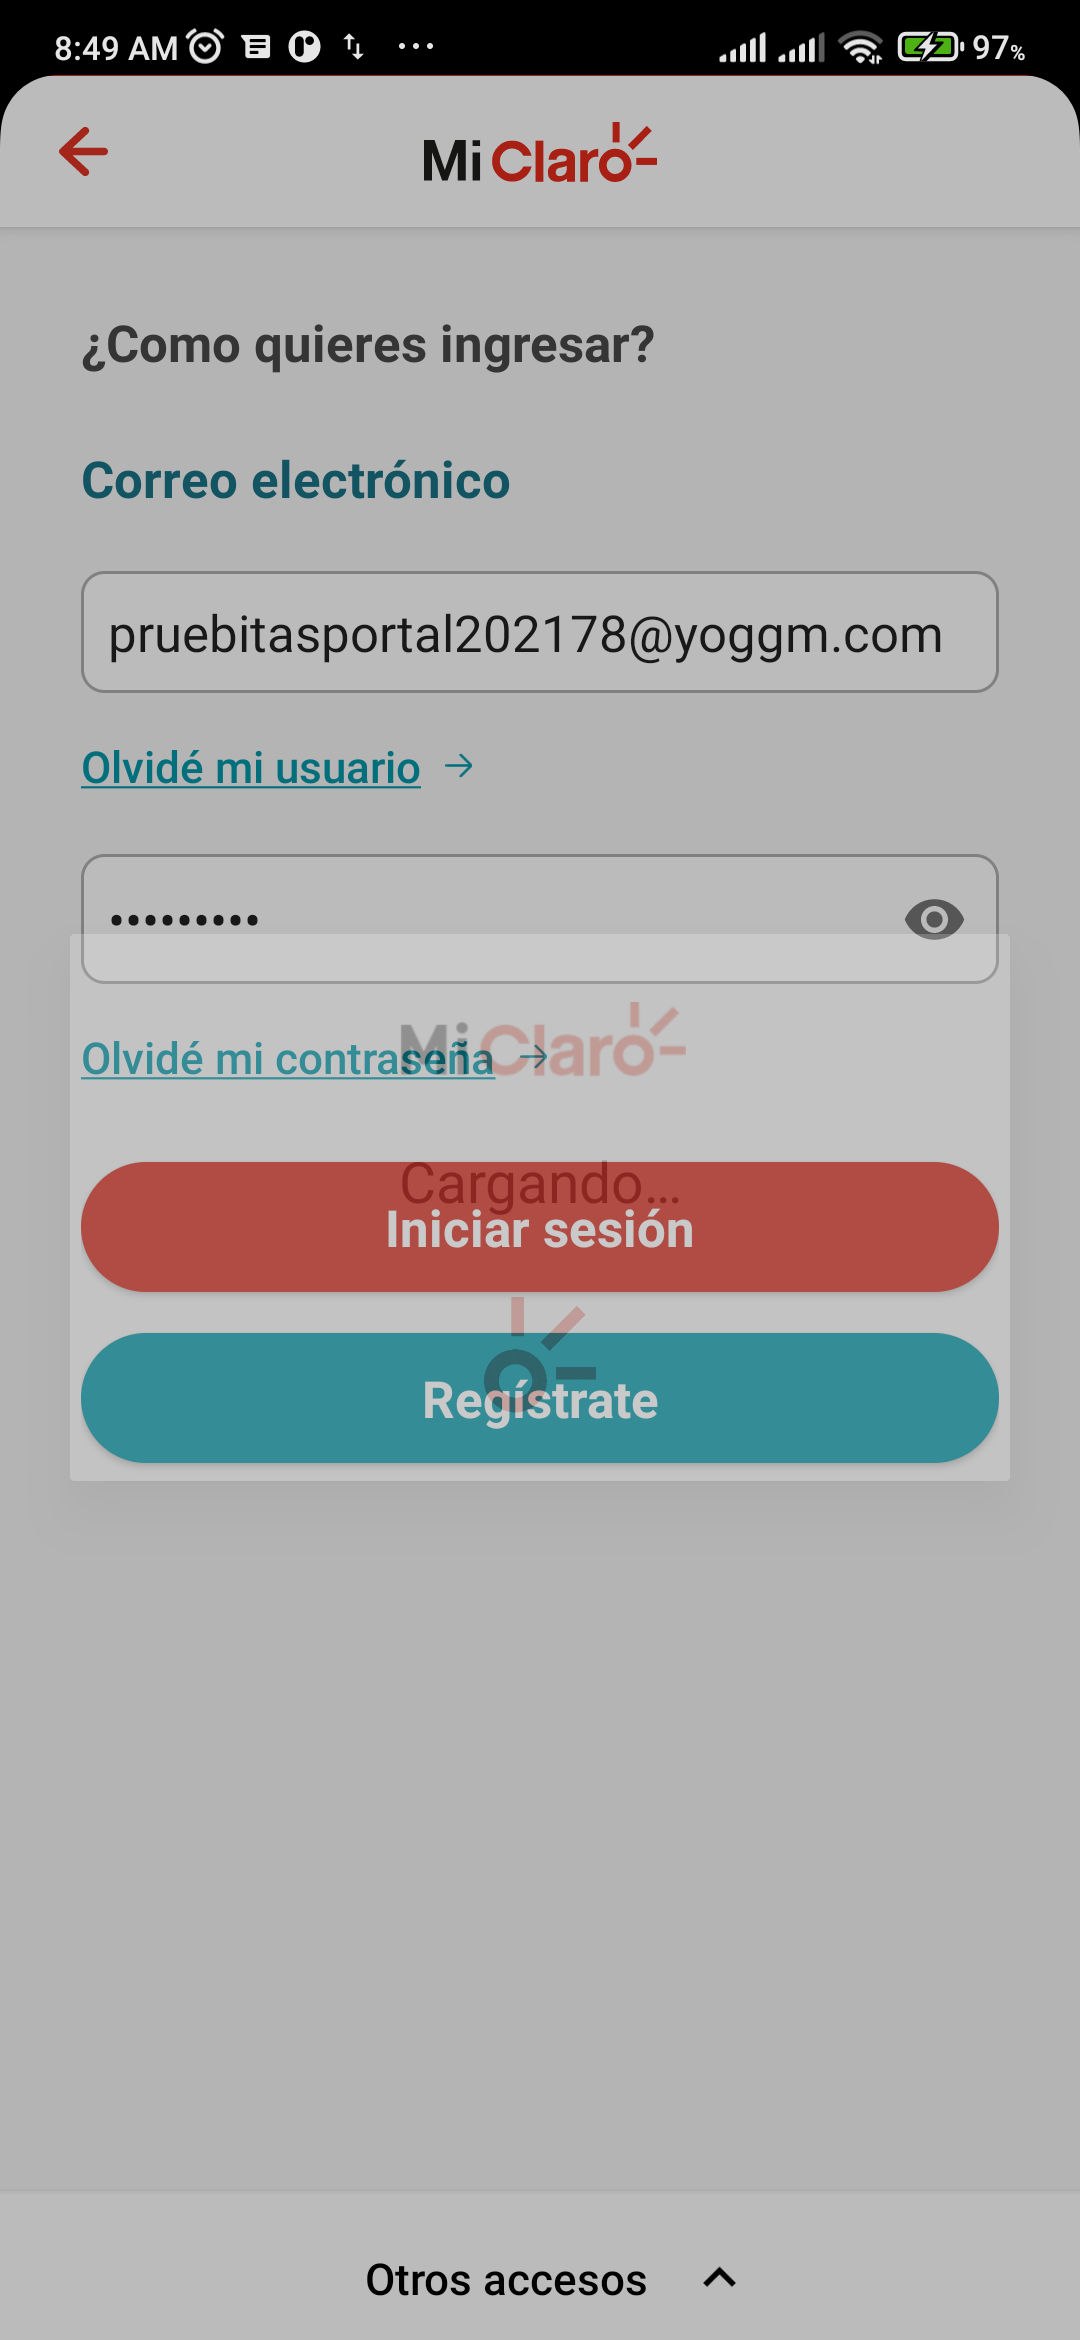 8:49 AM
97%
Mi Claro
¿Como quieres ingresar?
Correo electrónico
pruebitasportal202178@yoggm.com
Olvidé mi usuario →
•••••••••
Mi Claro
Olvidé mi contraseña →
Cargando...
Iniciar sesión
Regístrate
Otros accesos